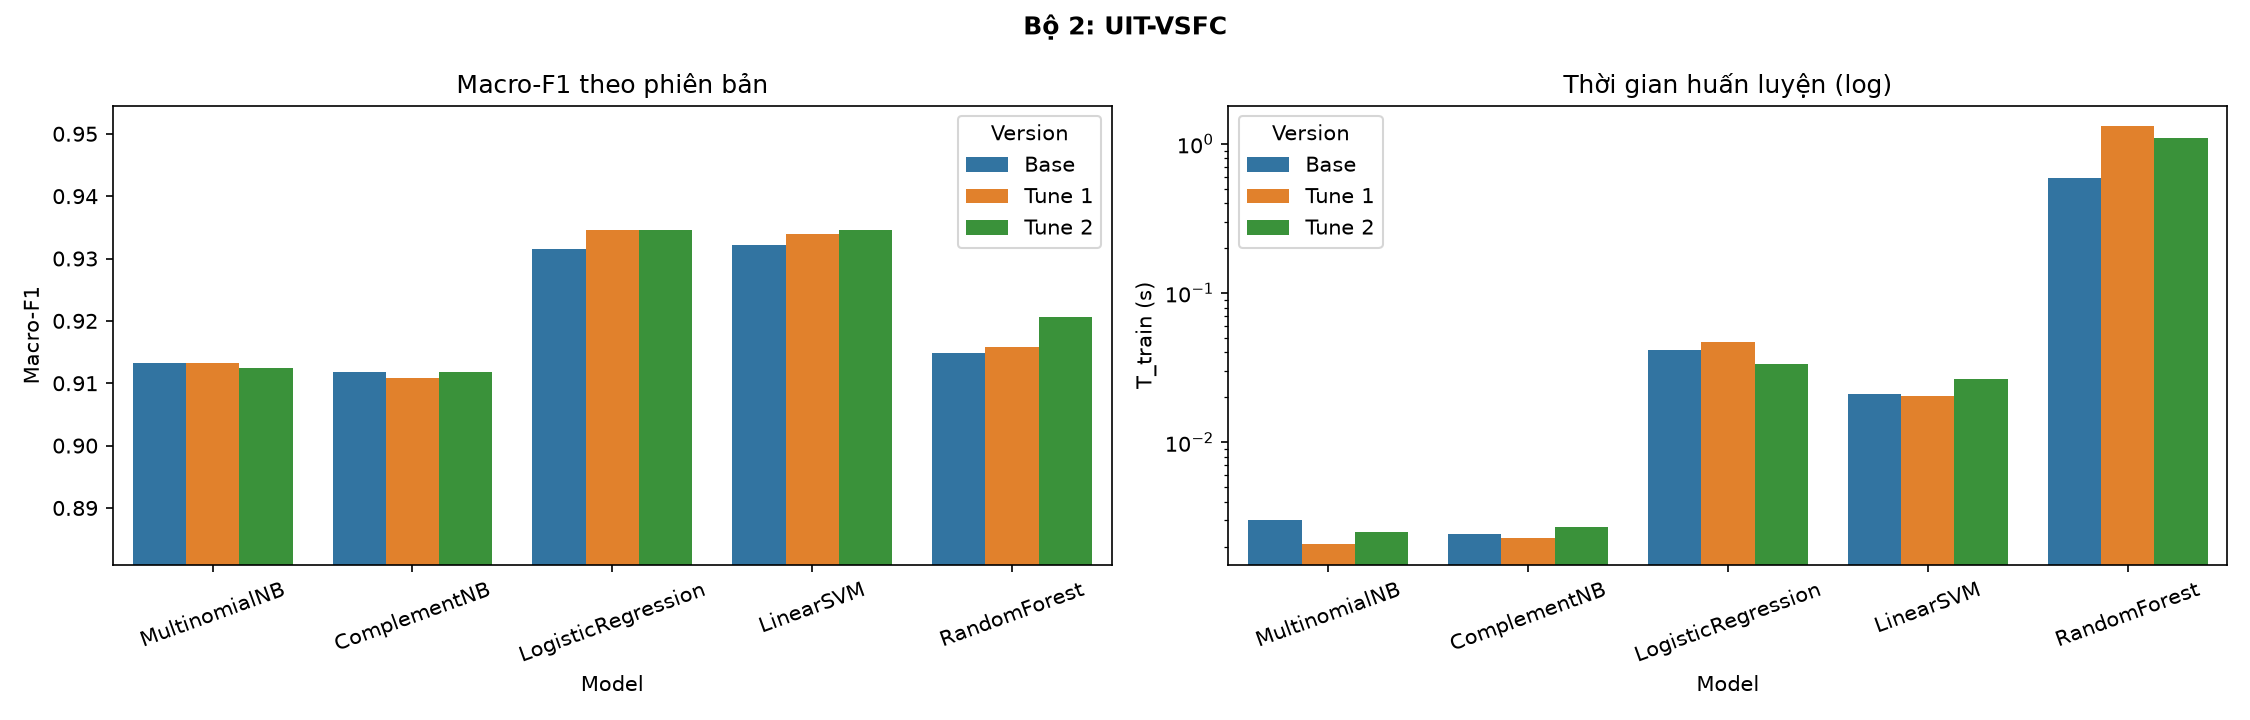 Bộ 2: UIT-VSFC
Macro-F1 theo phiên bản
Macro-F1
0.95
0.94
0.93
0.92
0.91
0.90
0.89
Version
Base
Tune 1
Tune 2
MultinomialNB
ComplementNB
LogisticRegression
LinearSVM
RandomForest
Model
Thời gian huấn luyện (log)
T_train (s)
10⁰
10⁻¹
10⁻²
Version
Base
Tune 1
Tune 2
MultinomialNB
ComplementNB
LogisticRegression
LinearSVM
RandomForest
Model